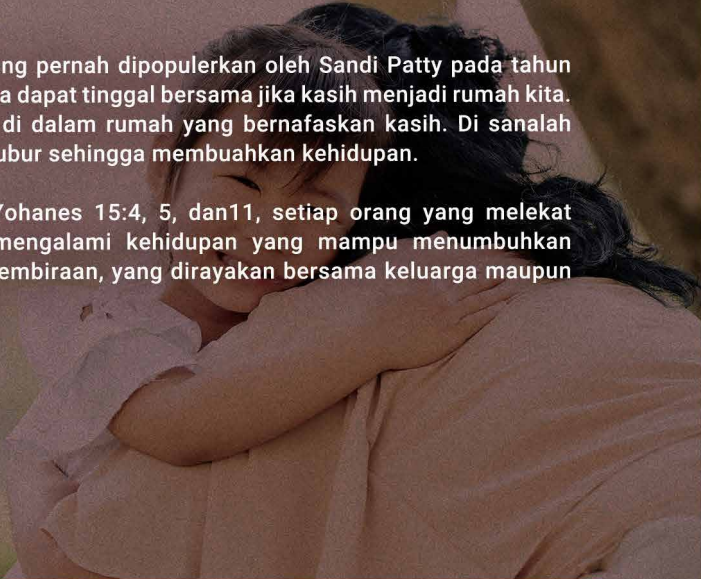 ng pernah dipopulerkan oleh Sandi Patty pada tahun
a dapat tinggal bersama jika kasih menjadi rumah kita.
di dalam rumah yang bernafaskan kasih. Di sanalah
ubur sehingga membuahkan kehidupan.
Yohanes 15:4, 5, dan11, setiap orang yang melekat
mengalami kehidupan yang mampu menumbuhkan
embiraan, yang dirayakan bersama keluarga maupun